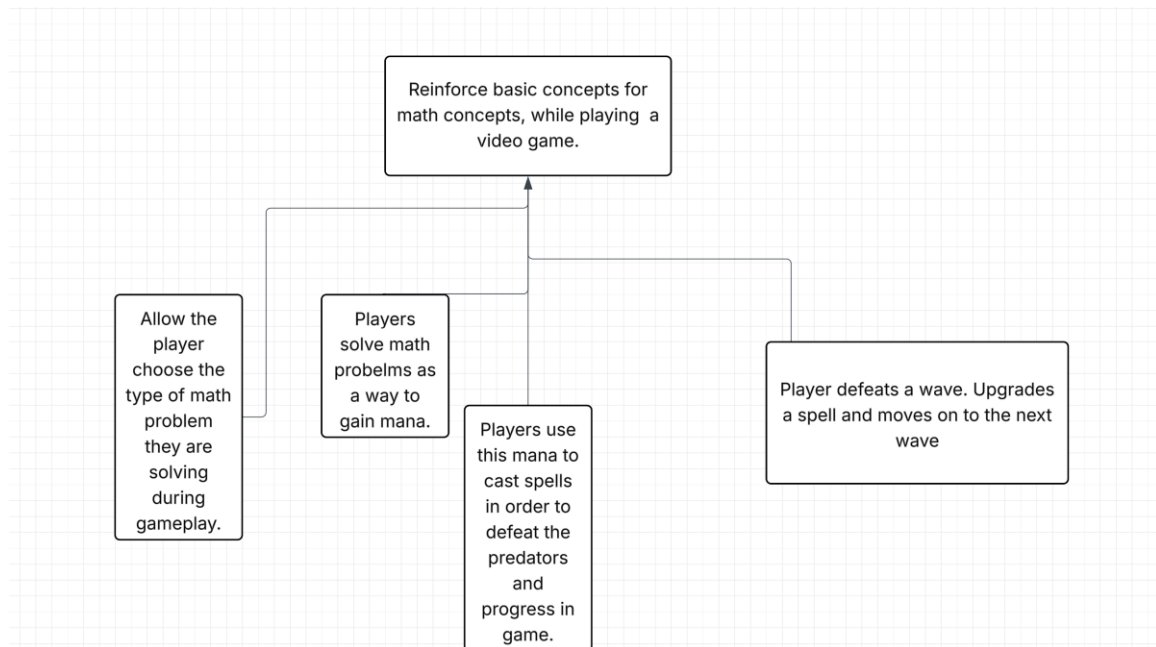 Reinforce basic concepts for
math concepts, while playing  a
video game.
Allow the
player
choose the
type of math
problem
they are
solving
during
gameplay.
Players
solve math
probelms as
a way to
gain mana.
Players use
this mana to
cast spells
in order to
defeat the
predators
and
progress in
game.
Player defeats a wave. Upgrades
a spell and moves on to the next
wave